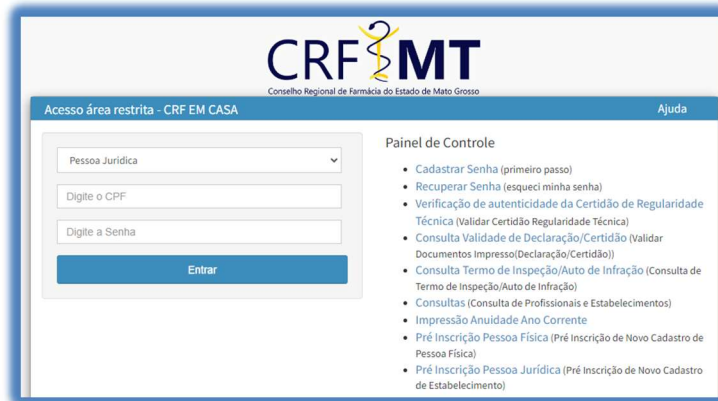 CRF MT
Conselho Regional de Farmácia do Estado de Mato Grosso
Acesso área restrita - CRF EM CASA
Ajuda
Pessoa Juridica
Digite o CPF
Digite a Senha
Entrar
Painel de Controle
Cadastrar Senha (primeiro passo)
Recuperar Senha (esqueci minha senha)
Verificação de autenticidade da Certidão de Regularidade
Técnica (Validar Certidão Regularidade Técnica)
Consulta Validade de Declaração/Certidão (Validar
Documentos Impresso(Declaração/Certidão))
Consulta Termo de Inspeção/Auto de Infração (Consulta de
Termo de Inspeção/Auto de Infração)
Consultas (Consulta de Profissionais e Estabelecimentos)
Impressão Anuidade Ano Corrente
Pré Inscrição Pessoa Física (Pré Inscrição de Novo Cadastro de
Pessoa Física)
Pré Inscrição Pessoa Jurídica (Pré Inscrição de Novo Cadastro
de Estabelecimento)